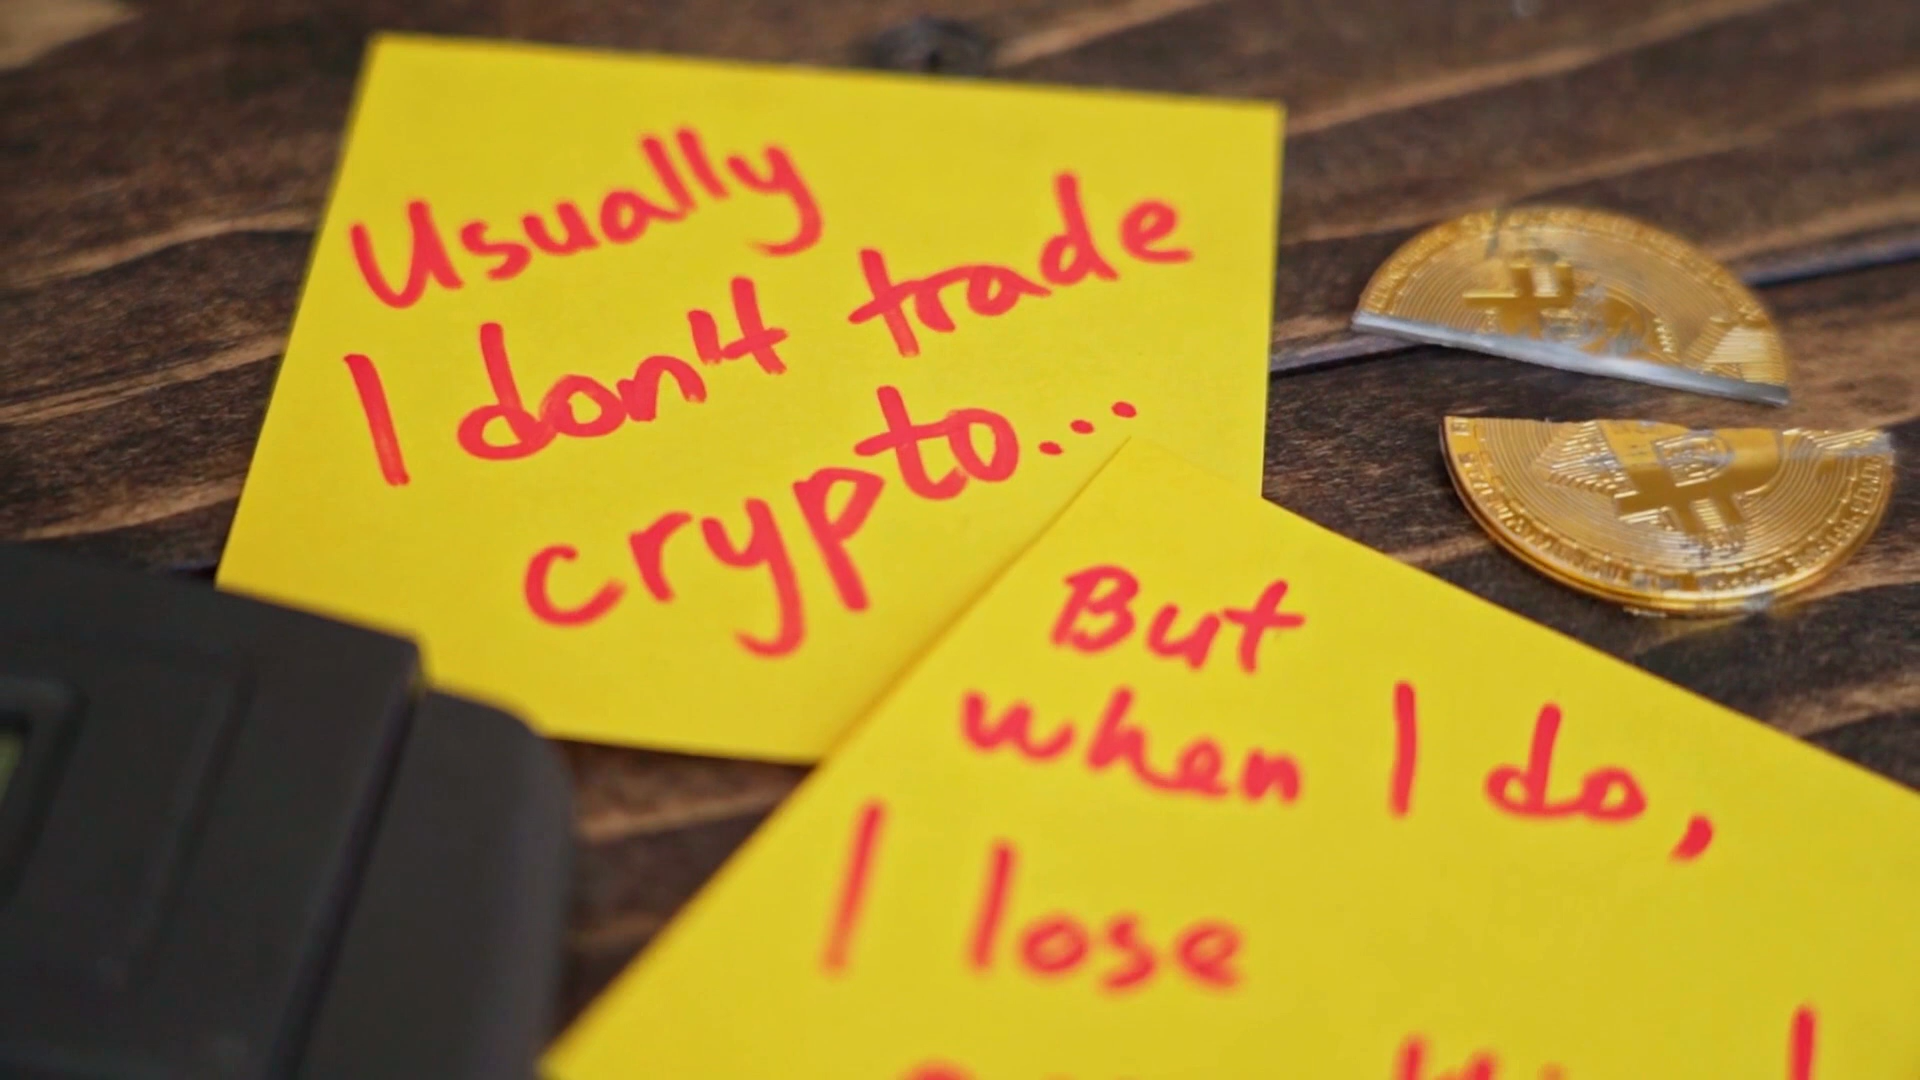 Usually
I don't trade
crypto...
But
when I do,
I lose